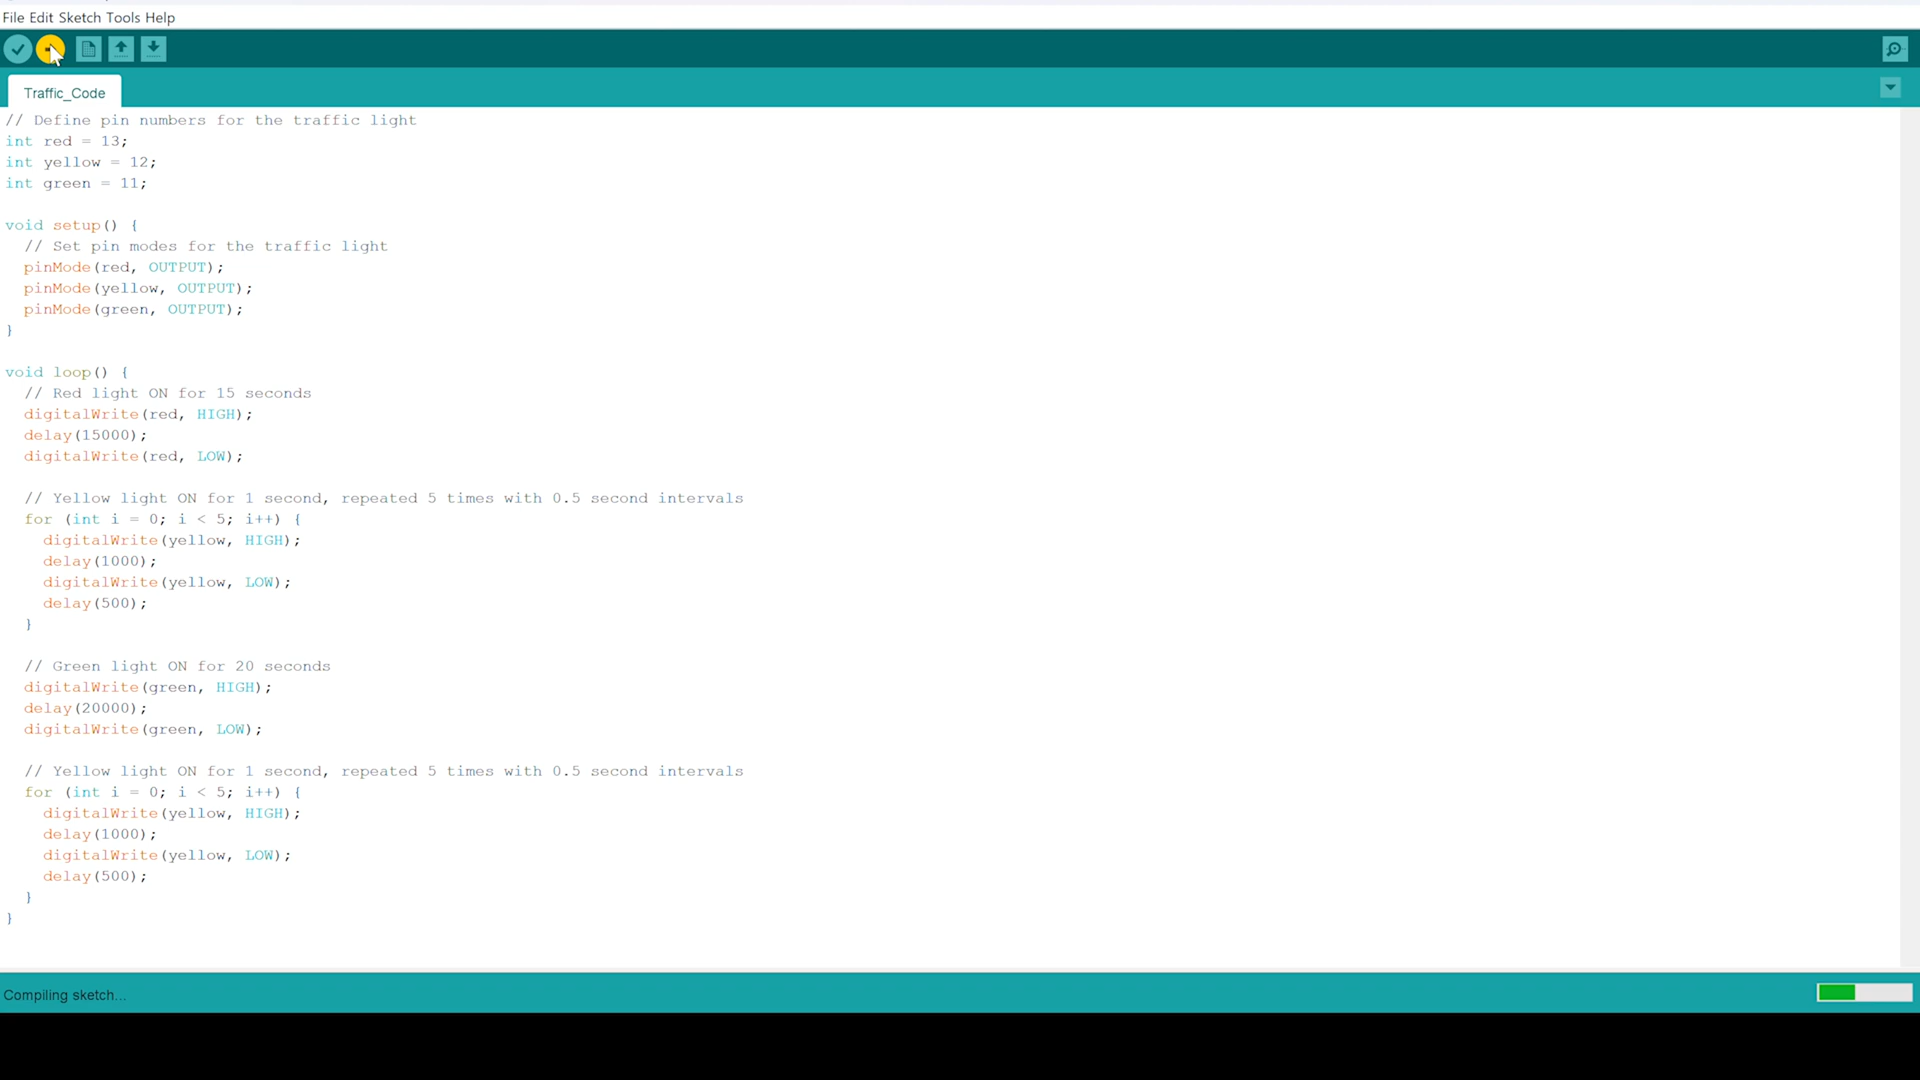 File Edit Sketch Tools Help
Traffic_Code
// Define pin numbers for the traffic light
int red = 13;
int yellow = 12;
int green = 11;
void setup() {
// Set pin modes for the traffic light
pinMode(red, OUTPUT);
pinMode(yellow, OUTPUT);
pinMode(green, OUTPUT);
}
void loop() {
// Red light ON for 15 seconds
digitalWrite(red, HIGH);
delay(15000);
digitalWrite(red, LOW);
// Yellow light ON for 1 second, repeated 5 times with 0.5 second intervals
for (int i = 0; i < 5; i++) {
digitalWrite(yellow, HIGH);
delay(1000);
digitalWrite(yellow, LOW);
delay(500);
}
// Green light ON for 20 seconds
digitalWrite(green, HIGH);
delay(20000);
digitalWrite(green, LOW);
// Yellow light ON for 1 second, repeated 5 times with 0.5 second intervals
for (int i = 0; i < 5; i++) {
digitalWrite(yellow, HIGH);
delay(1000);
digitalWrite(yellow, LOW);
delay(500);
}
}
Compiling sketch...